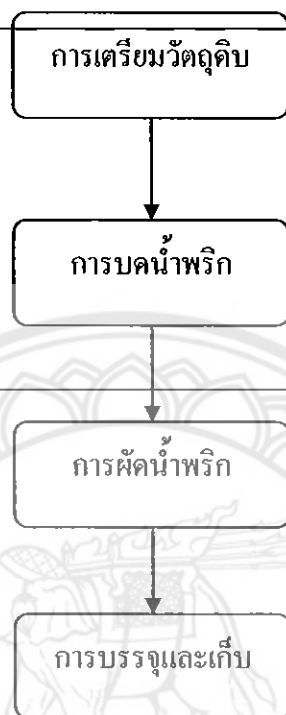 การเตรียมวัตถุดิบ
การบดน้ำพริก
การผัดน้ำพริก
การบรรจุและเก็บ